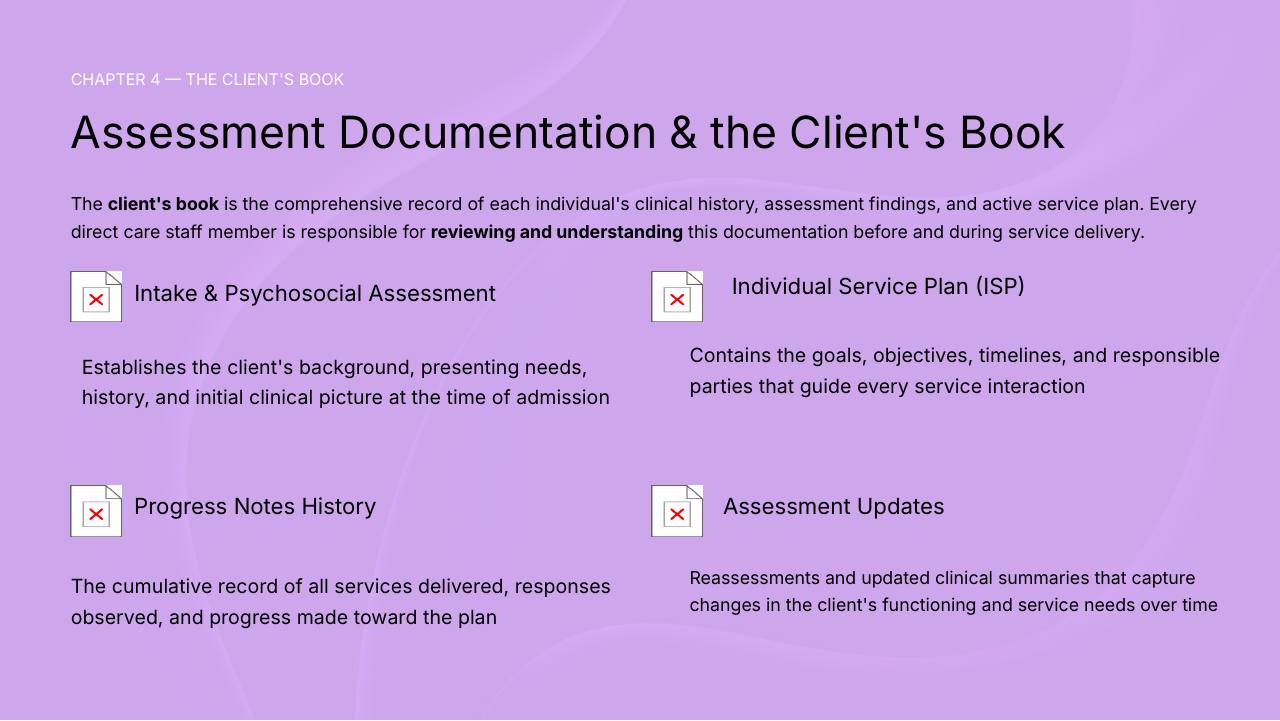 CHAPTER 4 — THE CLIENT'S BOOK
Assessment Documentation & the Client's Book
The client's book is the comprehensive record of each individual's clinical history, assessment findings, and active service plan. Every
direct care staff member is responsible for reviewing and understanding this documentation before and during service delivery.
Intake & Psychosocial Assessment
Establishes the client's background, presenting needs,
history, and initial clinical picture at the time of admission
Individual Service Plan (ISP)
Contains the goals, objectives, timelines, and responsible
parties that guide every service interaction
Progress Notes History
The cumulative record of all services delivered, responses
observed, and progress made toward the plan
Assessment Updates
Reassessments and updated clinical summaries that capture
changes in the client's functioning and service needs over time